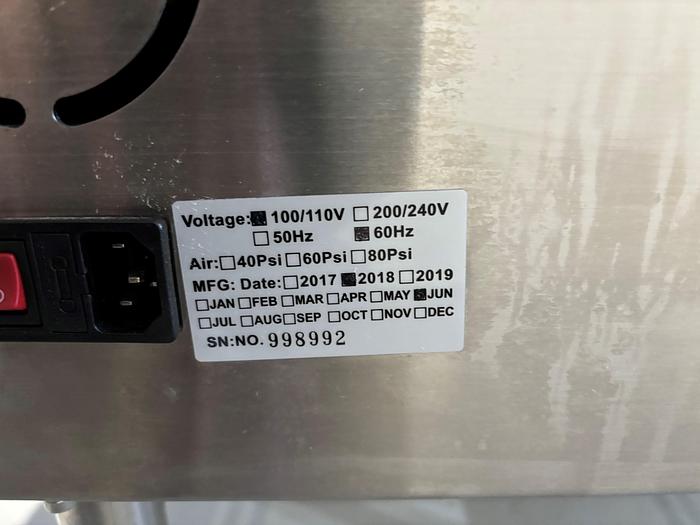 Voltage:■ 100/110V □ 200/240V
□ 50Hz ■ 60Hz
Air:□40Psi □60Psi □80Psi
MFG: Date:□2017 ■2018 □2019
□JAN □FEB □MAR □APR □MAY ■JUN
□JUL □AUG □SEP □OCT □NOV □DEC
SN:NO. 998992